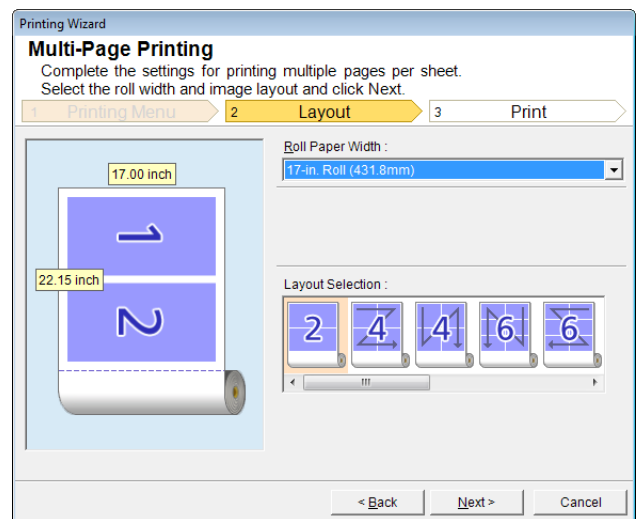 Printing Wizard
Multi-Page Printing
Complete the settings for printing multiple pages per sheet.
Select the roll width and image layout and click Next.
1 Printing Menu 2 Layout 3 Print
Roll Paper Width :
17-in. Roll (431.8mm)
17.00 inch
1
22.15 inch
2
Layout Selection :
2 4 4 6 6
< Back Next > Cancel